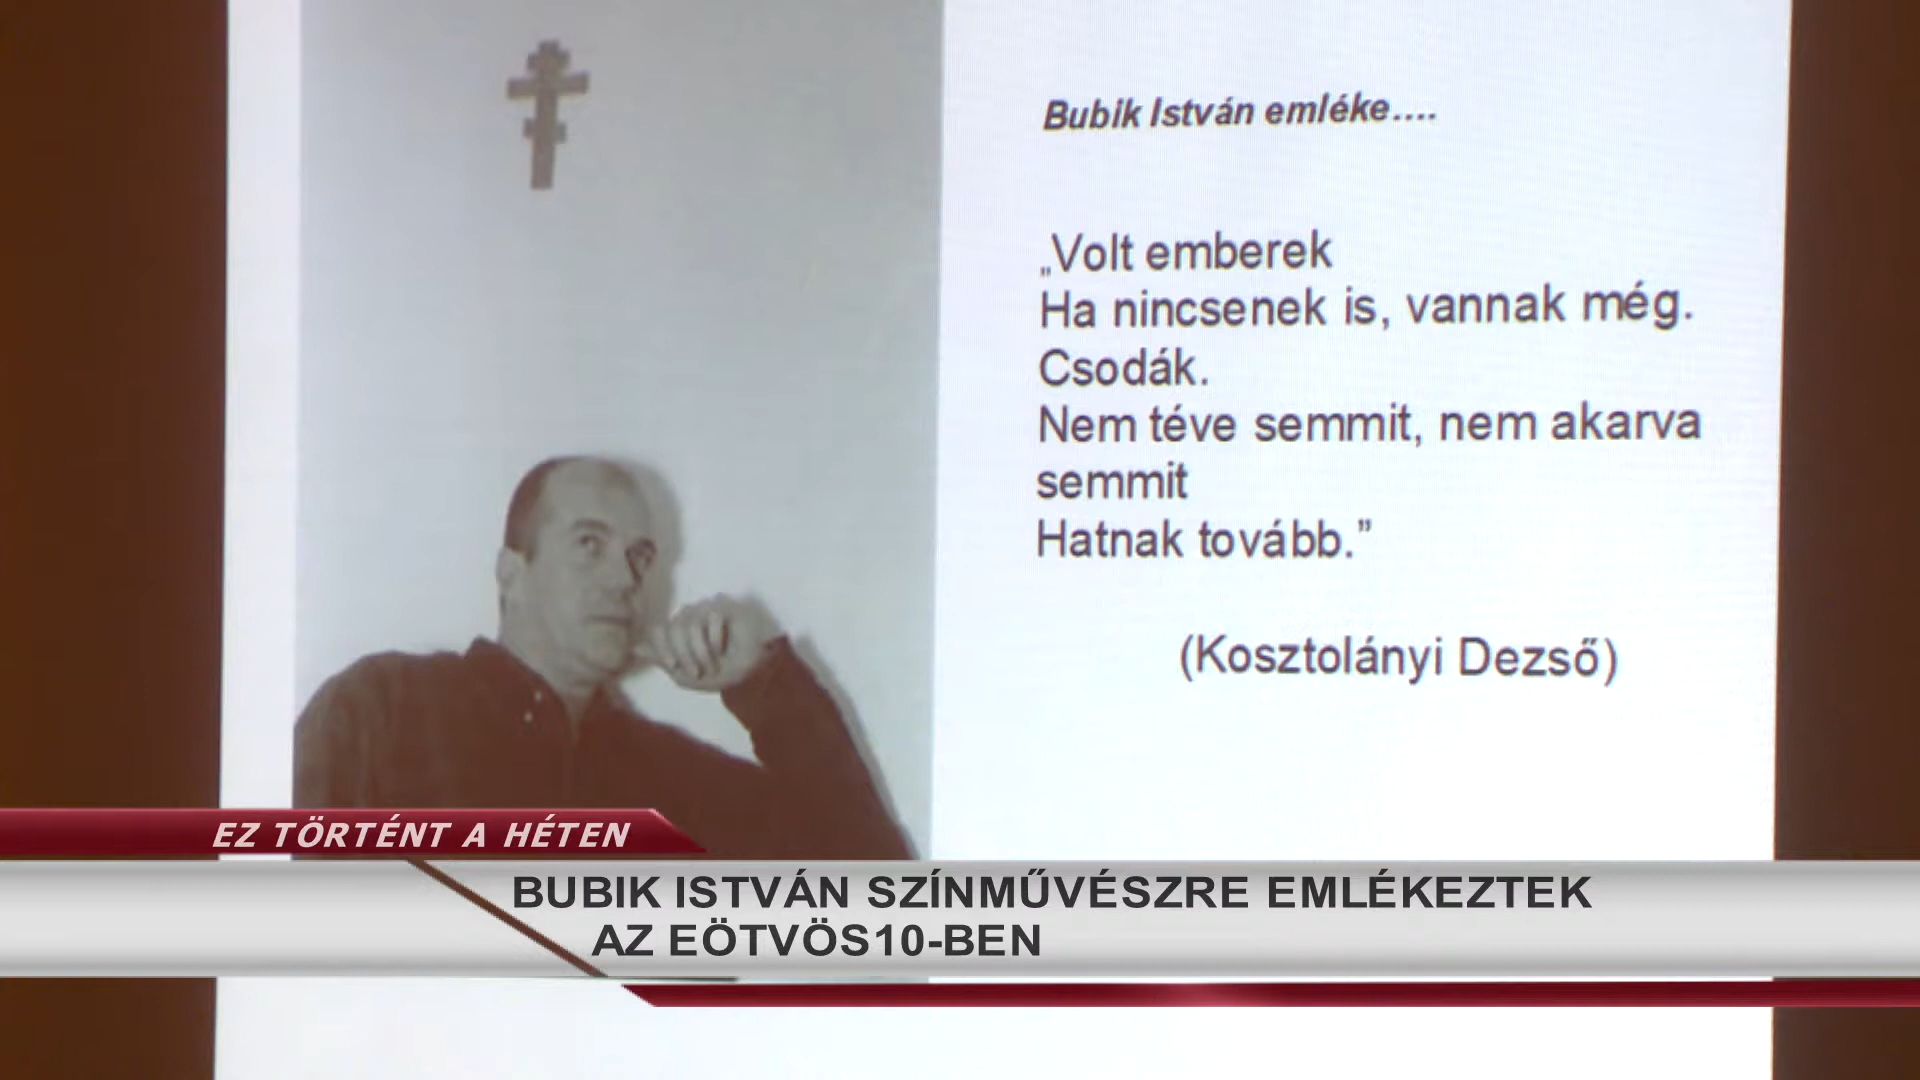 Bubik István emléke....
„Volt emberek
Ha nincsenek is, vannak még.
Csodák.
Nem téve semmit, nem akarva
semmit
Hatnak tovább.”
(Kosztolányi Dezső)
EZ TÖRTÉNT A HÉTEN
BUBIK ISTVÁN SZÍNMŰVÉSZRE EMLÉKEZTEK
AZ EÖTVÖS10-BEN